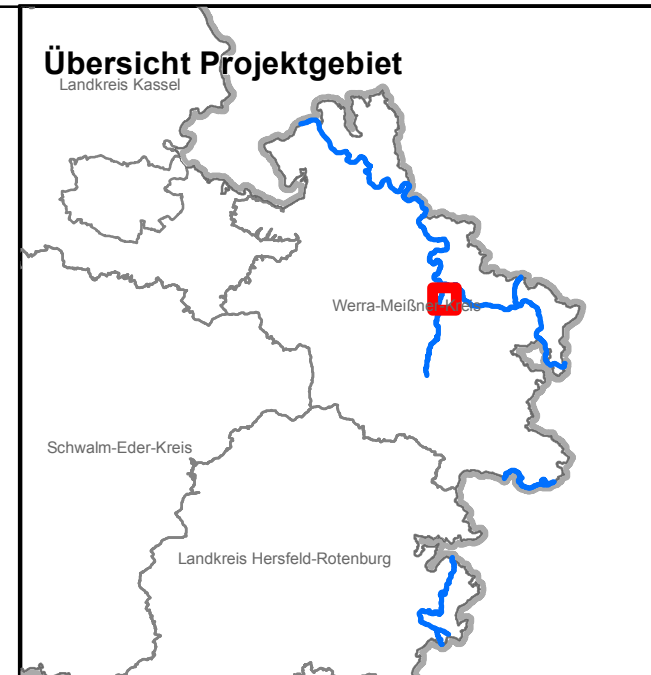 Übersicht Projektgebiet
Landkreis Kassel
Werra-Meißner-Kreis
Schwalm-Eder-Kreis
Landkreis Hersfeld-Rotenburg